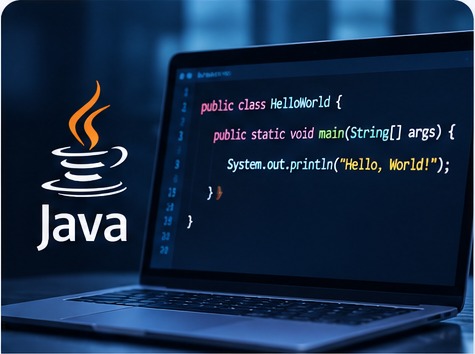 public class HelloWorld {
public static void main(String[] args) {
System.out.println("Hello, World!");
} }
}
Java